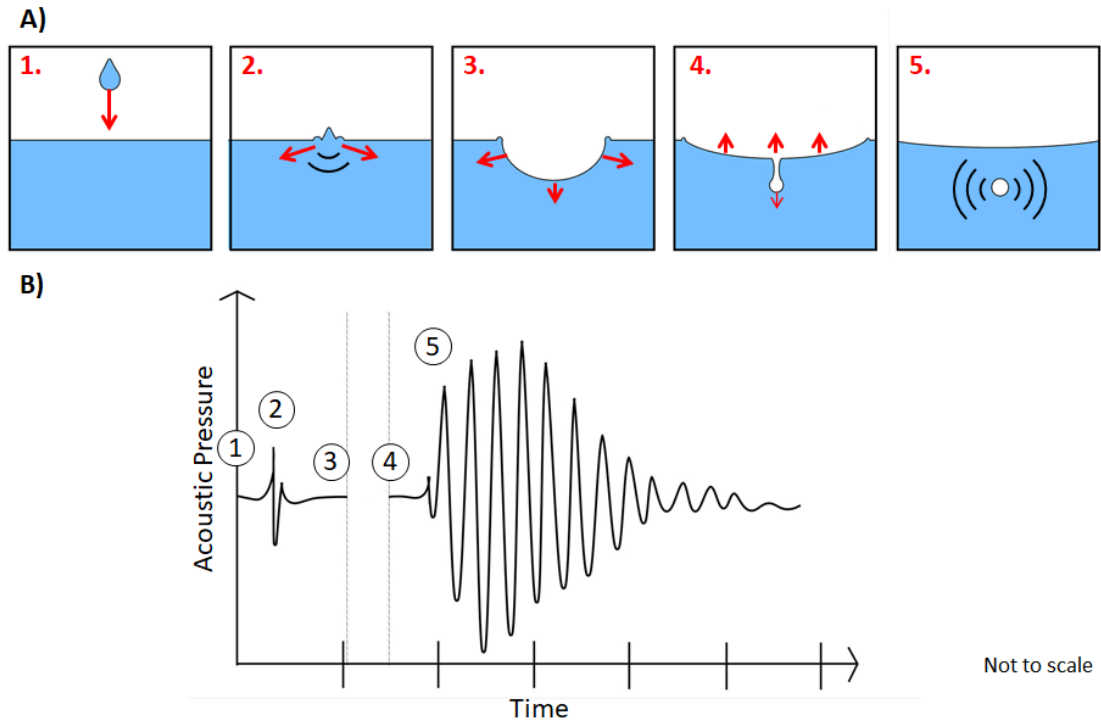 A)
1. 2. 3. 4. 5.
B)
Acoustic Pressure
1
2
3
4
5
Time
Not to scale